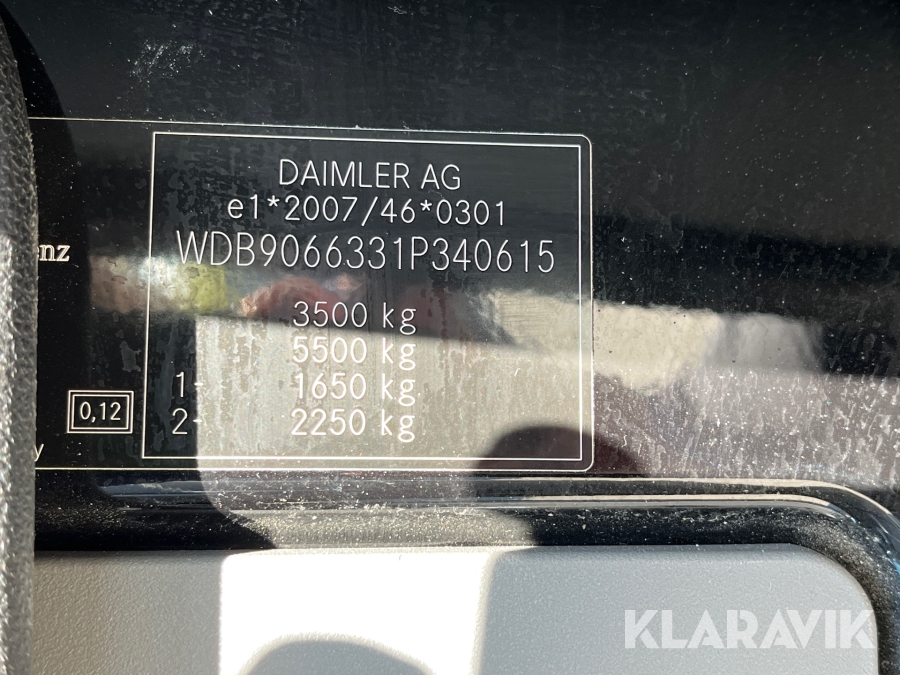 DAIMLER AG
e1*2007/46*0301
WDB9066331P340615
nz
3500 kg
5500 kg
1- 1650 kg
0,12
2- 2250 kg
y
KLARAVIK